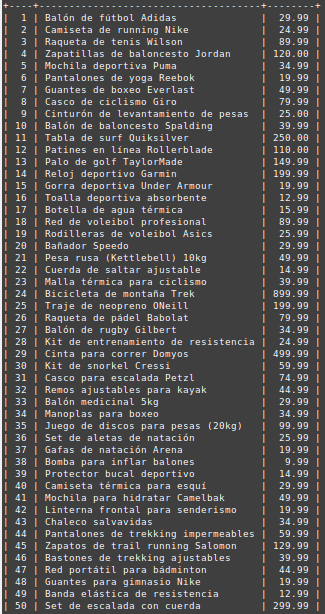 +----+--------------------------------------+--------+
| 1 | Balón de fútbol Adidas | 29.99 |
| 2 | Camiseta de running Nike | 24.99 |
| 3 | Raqueta de tenis Wilson | 89.99 |
| 4 | Zapatillas de baloncesto Jordan | 120.00 |
| 5 | Mochila deportiva Puma | 34.99 |
| 6 | Pantalones de yoga Reebok | 19.99 |
| 7 | Guantes de boxeo Everlast | 49.99 |
| 8 | Casco de ciclismo Giro | 79.99 |
| 9 | Cinturón de levantamiento de pesas | 25.00 |
| 10 | Balón de baloncesto Spalding | 39.99 |
| 11 | Tabla de surf Quiksilver | 250.00 |
| 12 | Patines en línea Rollerblade | 110.00 |
| 13 | Palo de golf TaylorMade | 149.99 |
| 14 | Reloj deportivo Garmin | 199.99 |
| 15 | Gorra deportiva Under Armour | 19.99 |
| 16 | Toalla deportiva absorbente | 12.99 |
| 17 | Botella de agua térmica | 15.99 |
| 18 | Red de voleibol profesional | 89.99 |
| 19 | Rodilleras de voleibol Asics | 25.99 |
| 20 | Bañador Speedo | 29.99 |
| 21 | Pesa rusa (Kettlebell) 10kg | 49.99 |
| 22 | Cuerda de saltar ajustable | 14.99 |
| 23 | Malla térmica para ciclismo | 39.99 |
| 24 | Bicicleta de montaña Trek | 899.99 |
| 25 | Traje de neopreno ONeill | 199.99 |
| 26 | Raqueta de pádel Babolat | 79.99 |
| 27 | Balón de rugby Gilbert | 34.99 |
| 28 | Kit de entrenamiento de resistencia | 24.99 |
| 29 | Cinta para correr Domyos | 499.99 |
| 30 | Kit de snorkel Cressi | 59.99 |
| 31 | Casco para escalada Petzl | 74.99 |
| 32 | Remos ajustables para kayak | 44.99 |
| 33 | Balón medicinal 5kg | 29.99 |
| 34 | Manoplas para boxeo | 34.99 |
| 35 | Juego de discos para pesas (20kg) | 99.99 |
| 36 | Set de aletas de natación | 25.99 |
| 37 | Gafas de natación Arena | 19.99 |
| 38 | Bomba para inflar balones | 9.99 |
| 39 | Protector bucal deportivo | 14.99 |
| 40 | Camiseta térmica para esquí | 29.99 |
| 41 | Mochila para hidratar Camelbak | 49.99 |
| 42 | Linterna frontal para senderismo | 19.99 |
| 43 | Chaleco salvavidas | 34.99 |
| 44 | Pantalones de trekking impermeables | 59.99 |
| 45 | Zapatos de trail running Salomon | 129.99 |
| 46 | Bastones de trekking ajustables | 39.99 |
| 47 | Red portátil para bádminton | 44.99 |
| 48 | Guantes para gimnasio Nike | 19.99 |
| 49 | Banda elástica de resistencia | 12.99 |
| 50 | Set de escalada con cuerda | 299.99 |